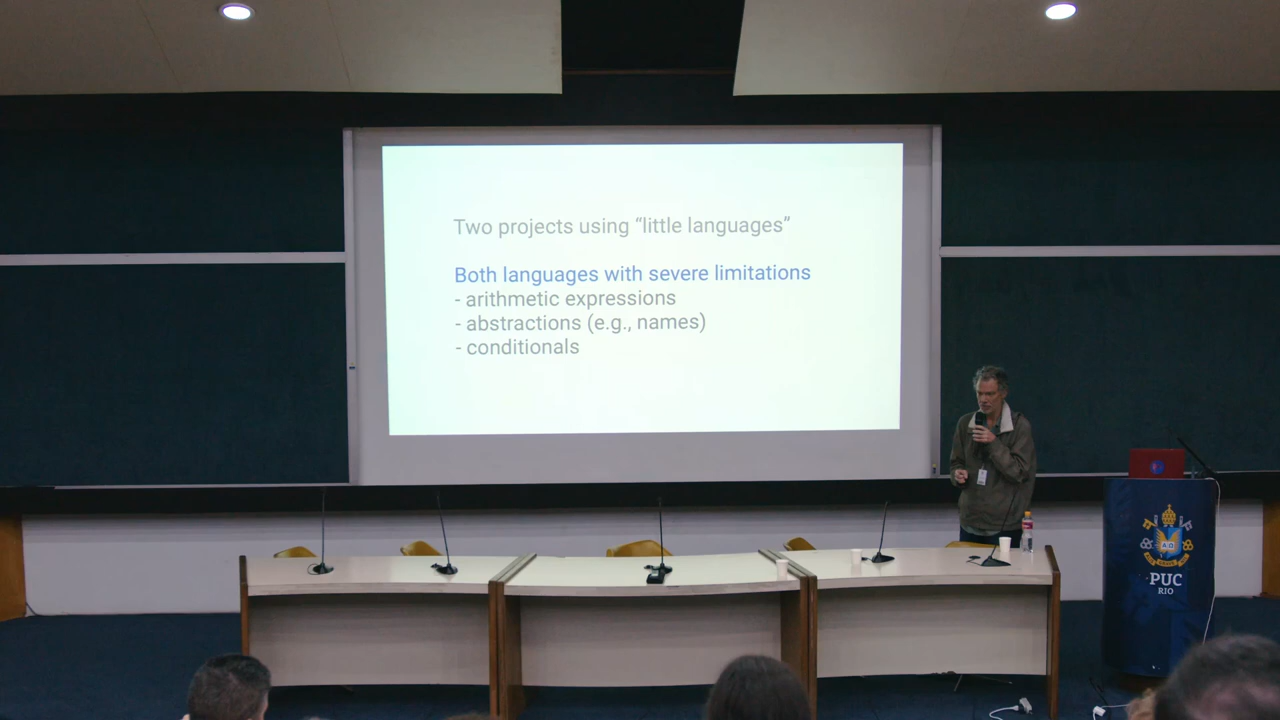 Two projects using “little languages”
Both languages with severe limitations
- arithmetic expressions
- abstractions (e.g., names)
- conditionals
PUC
RIO